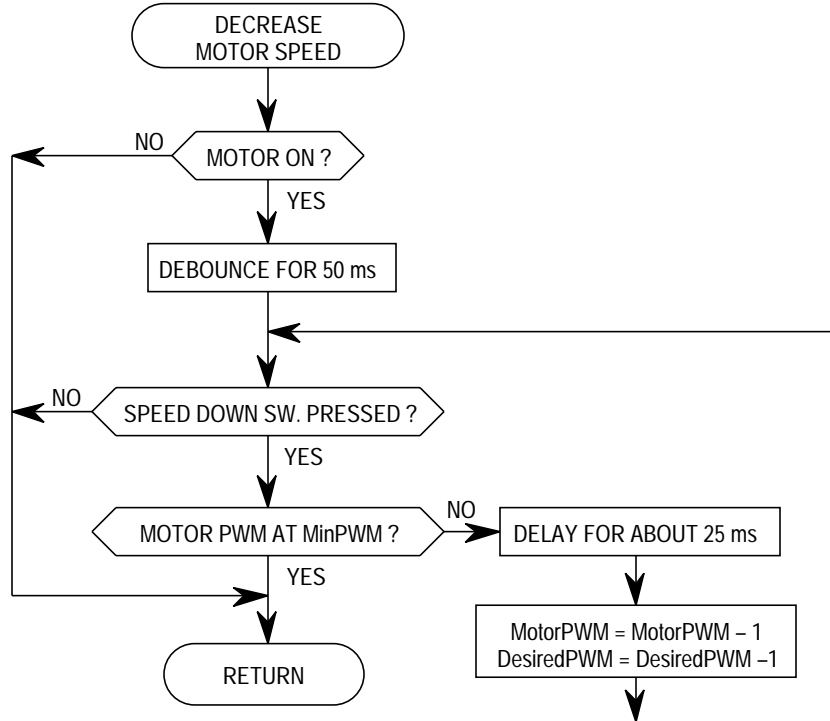 DECREASE
MOTOR SPEED
NO
MOTOR ON ?
YES
DEBOUNCE FOR 50 ms
NO
SPEED DOWN SW. PRESSED ?
YES
MOTOR PWM AT MinPWM ?
NO
DELAY FOR ABOUT 25 ms
YES
MotorPWM = MotorPWM – 1
DesiredPWM = DesiredPWM –1
RETURN